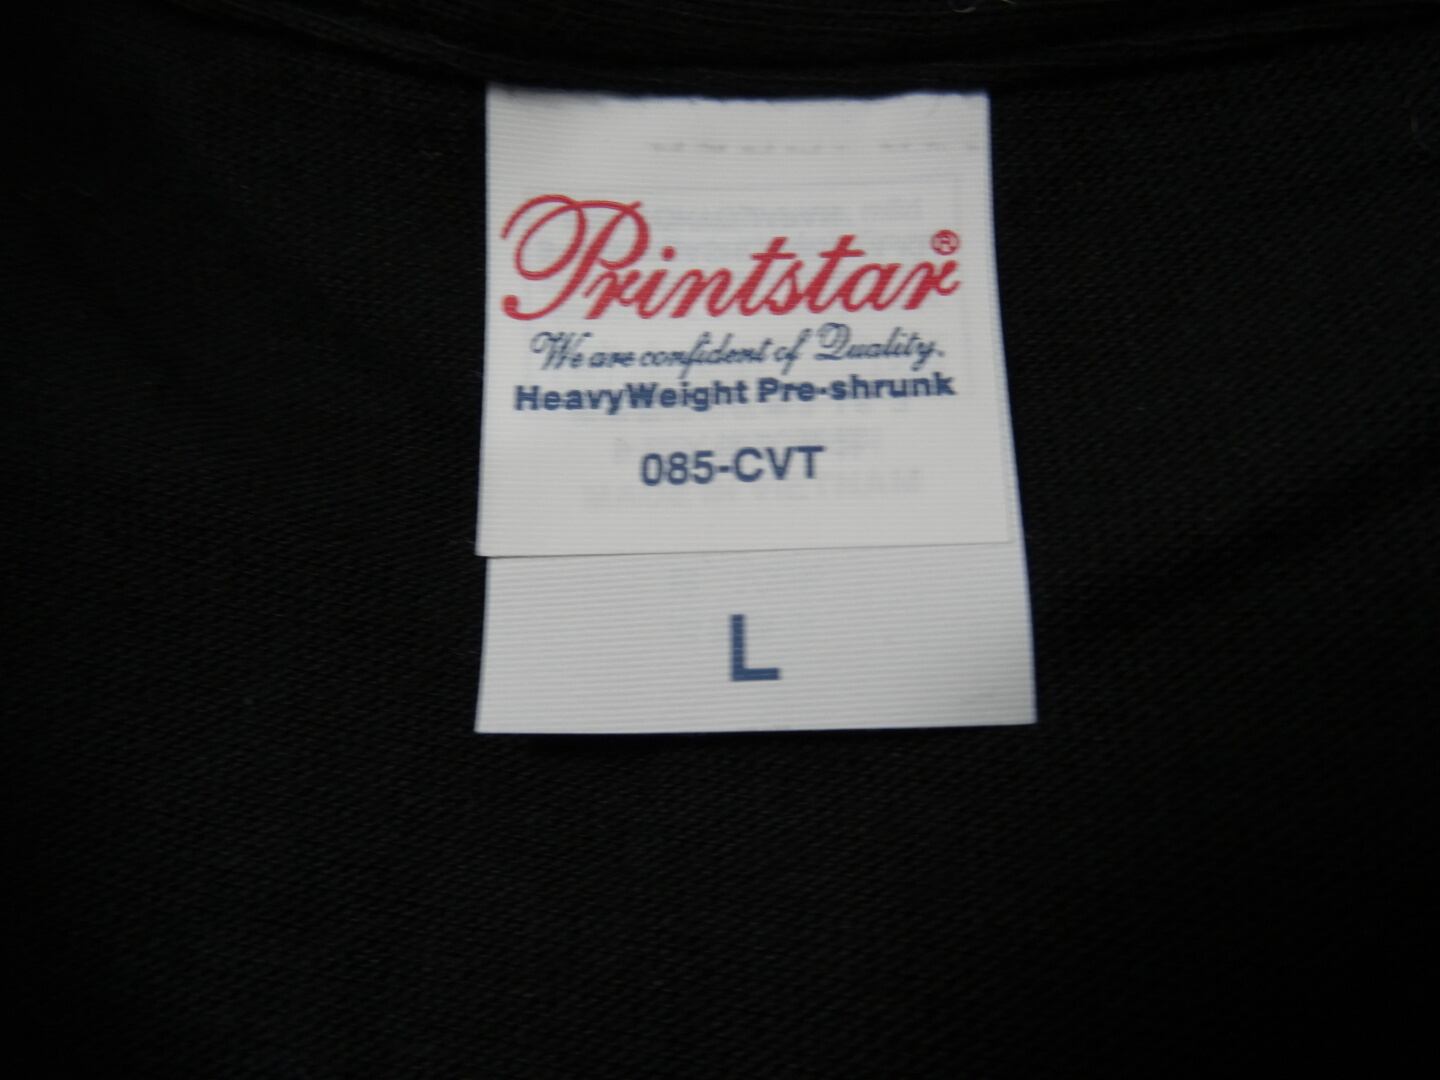 Printstar®
We are confident of Quality.
HeavyWeight Pre-shrunk
085-CVT
L